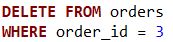 DELETE FROM orders
WHERE order_id = 3